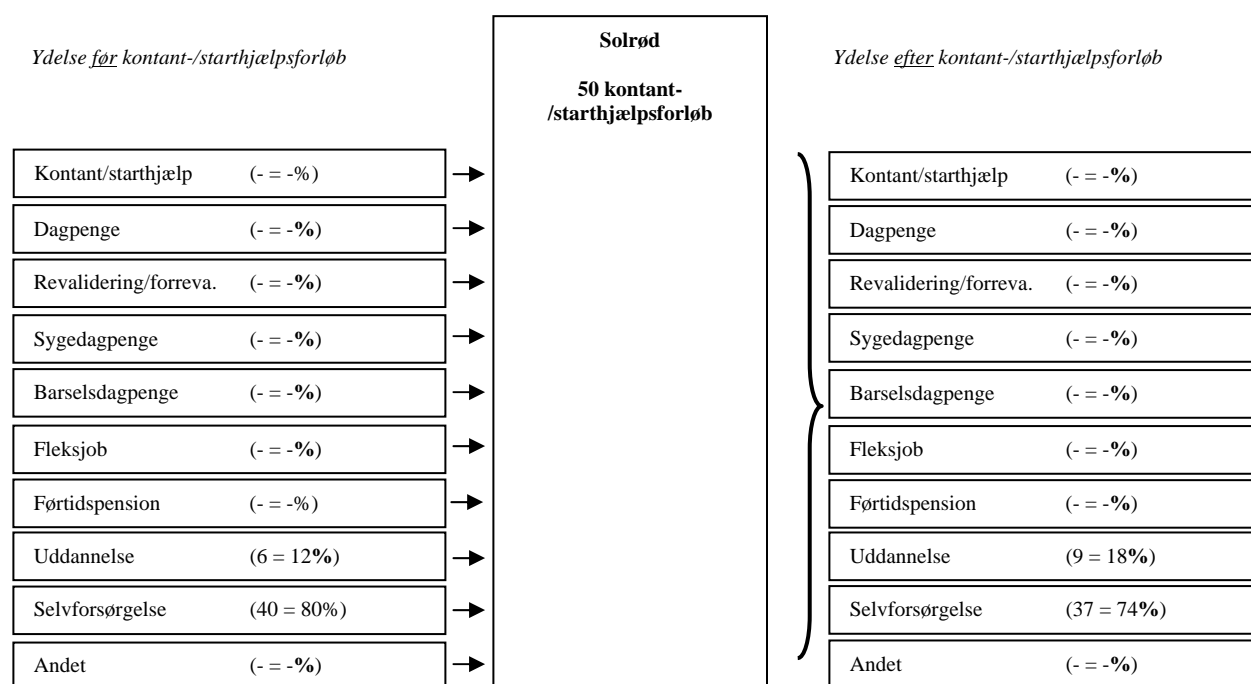 Ydelse før kontant-/starthjælpsforløb
Solrød
50 kontant-
/starthjælpsforløb
Ydelse efter kontant-/starthjælpsforløb
Kontant/starthjælp (- = -%)
Dagpenge (- = -%)
Revalidering/forreva. (- = -%)
Sygedagpenge (- = -%)
Barselsdagpenge (- = -%)
Fleksjob (- = -%)
Førtidspension (- = -%)
Uddannelse (6 = 12%)
Selvforsørgelse (40 = 80%)
Andet (- = -%)
Kontant/starthjælp (- = -%)
Dagpenge (- = -%)
Revalidering/forreva. (- = -%)
Sygedagpenge (- = -%)
Barselsdagpenge (- = -%)
Fleksjob (- = -%)
Førtidspension (- = -%)
Uddannelse (9 = 18%)
Selvforsørgelse (37 = 74%)
Andet (- = -%)